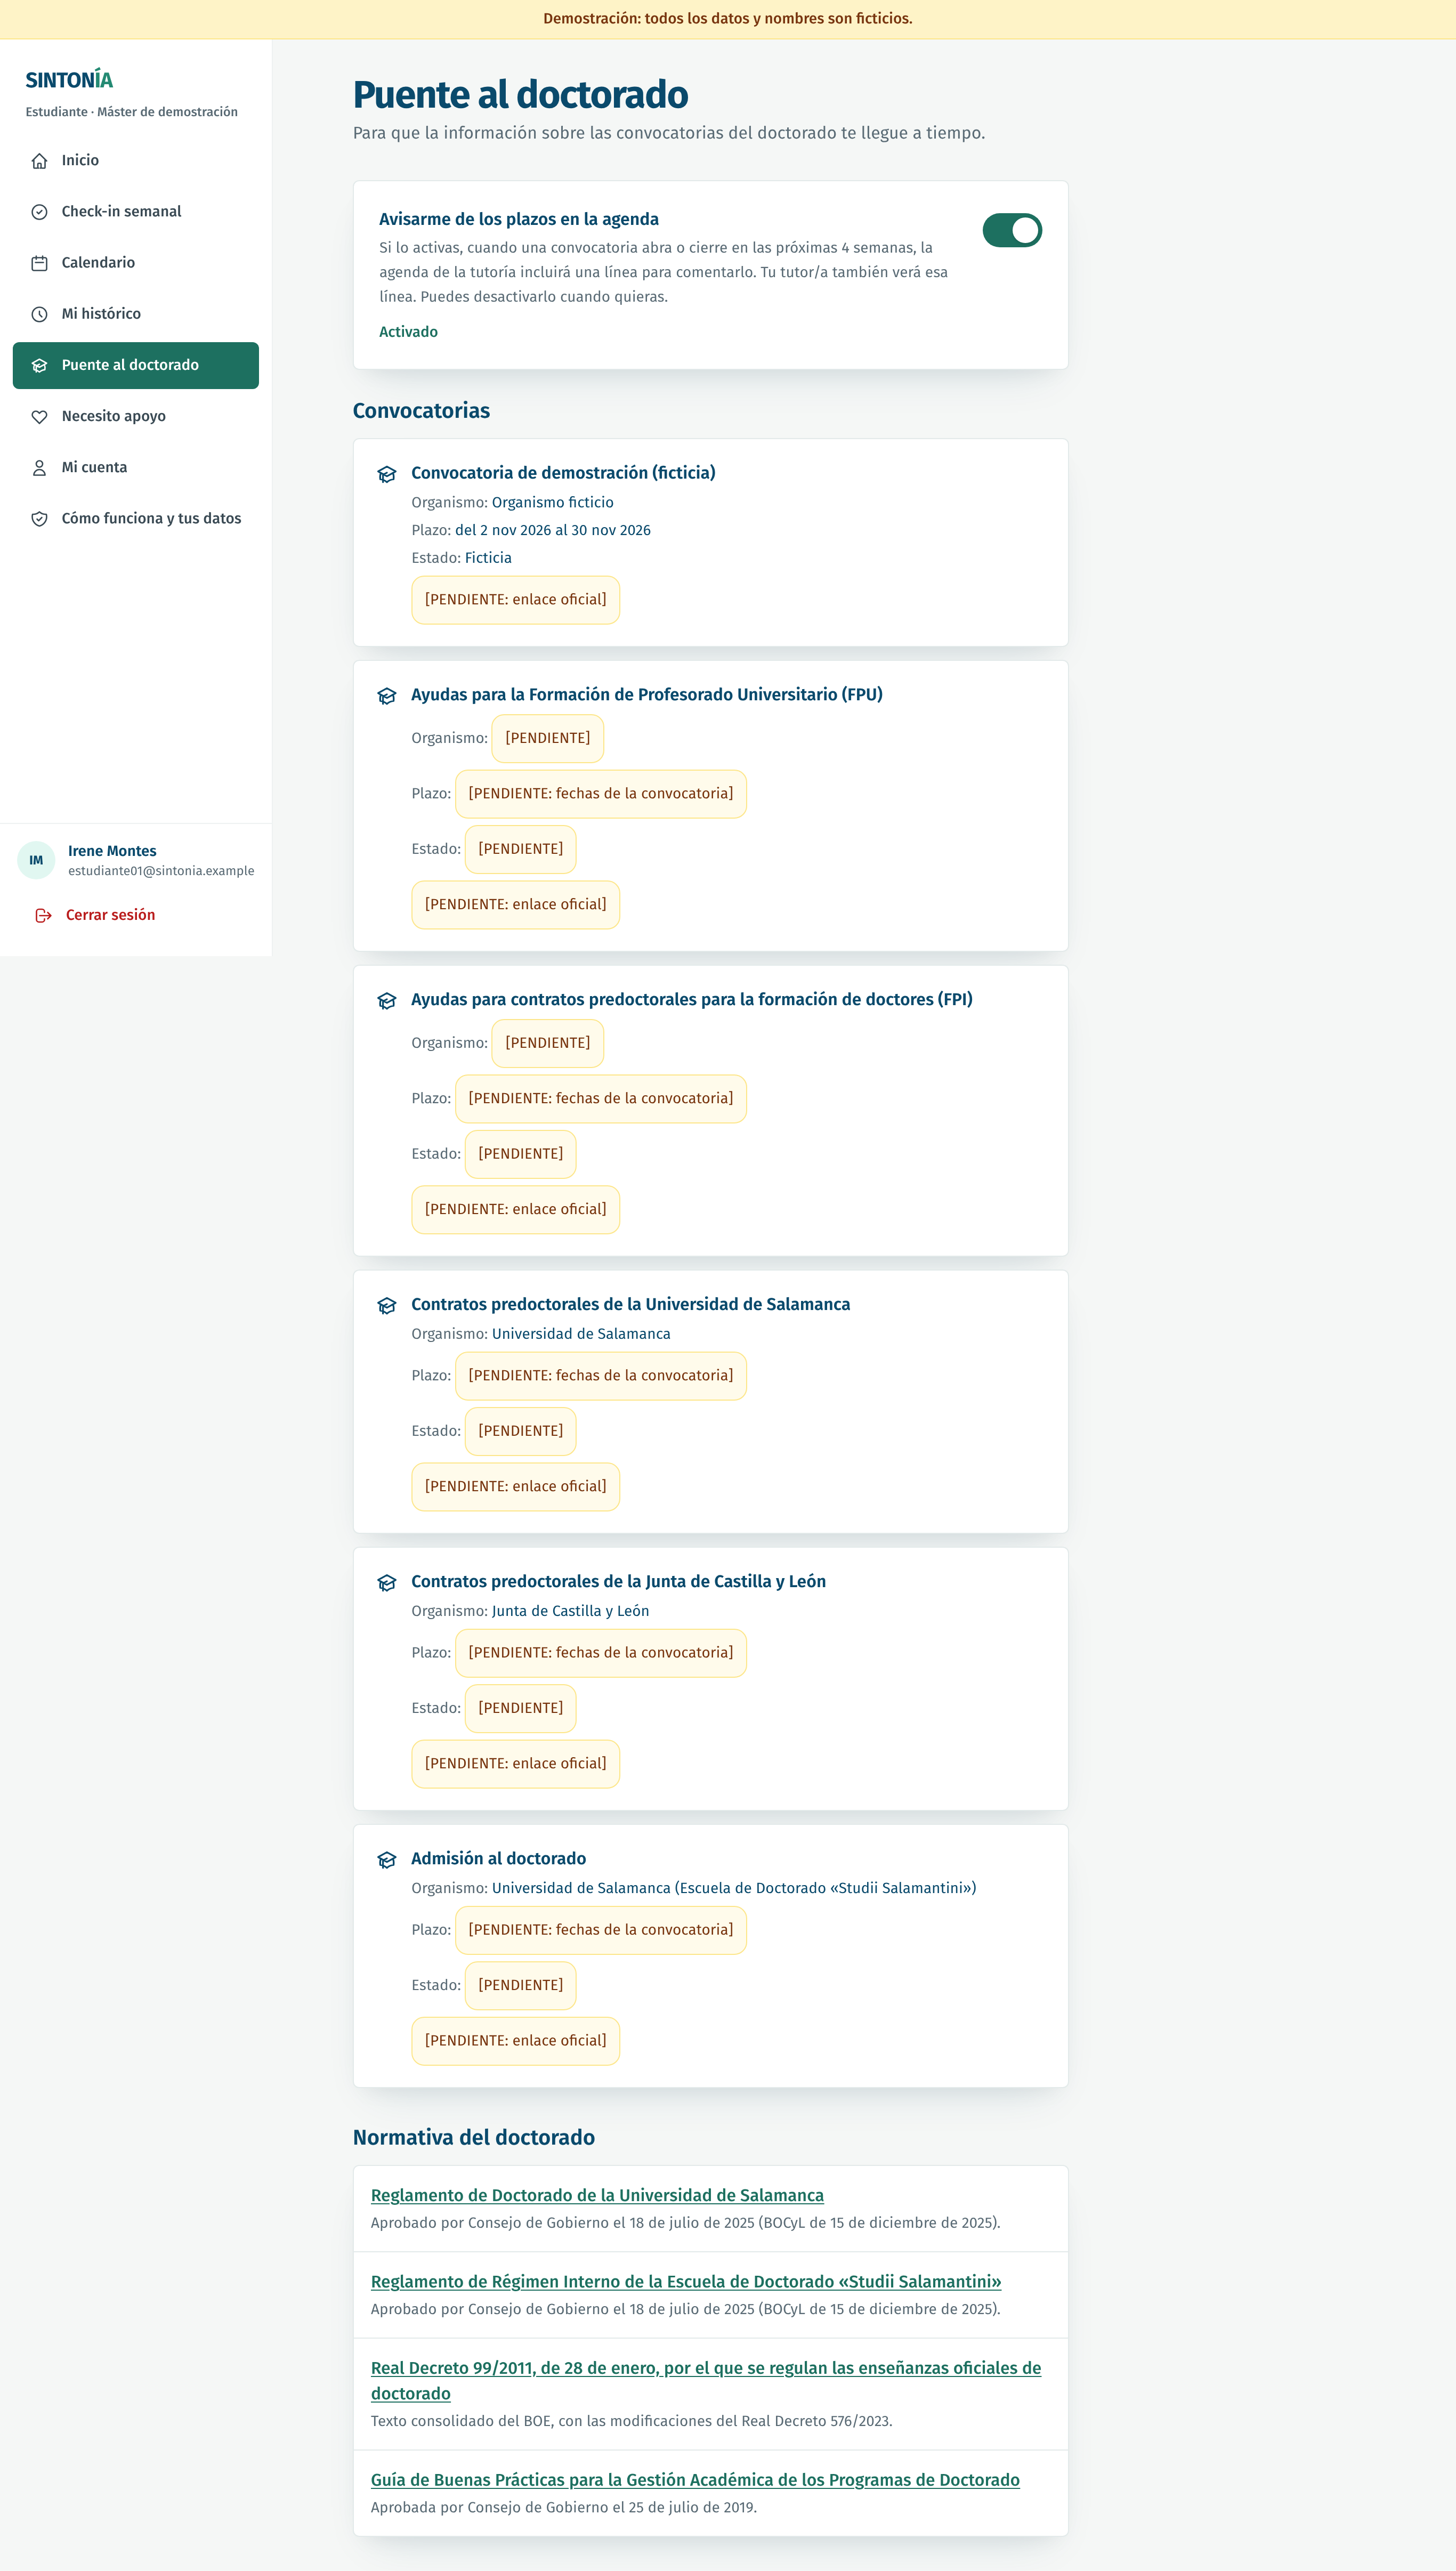 Demostración: todos los datos y nombres son ficticios.
SINTONÍA
Estudiante · Máster de demostración
Inicio
Check-in semanal
Calendario
Mi histórico
Puente al doctorado
Necesito apoyo
Mi cuenta
Cómo funciona y tus datos
IM
Irene Montes
estudiante01@sintonia.example
Cerrar sesión
Puente al doctorado
Para que la información sobre las convocatorias del doctorado te llegue a tiempo.
Avisarme de los plazos en la agenda
Si lo activas, cuando una convocatoria abra o cierre en las próximas 4 semanas, la
agenda de la tutoría incluirá una línea para comentarlo. Tu tutor/a también verá esa
línea. Puedes desactivarlo cuando quieras.
Activado
Convocatorias
Convocatoria de demostración (ficticia)
Organismo: Organismo ficticio
Plazo: del 2 nov 2026 al 30 nov 2026
Estado: Ficticia
[PENDIENTE: enlace oficial]
Ayudas para la Formación de Profesorado Universitario (FPU)
Organismo: [PENDIENTE]
Plazo: [PENDIENTE: fechas de la convocatoria]
Estado: [PENDIENTE]
[PENDIENTE: enlace oficial]
Ayudas para contratos predoctorales para la formación de doctores (FPI)
Organismo: [PENDIENTE]
Plazo: [PENDIENTE: fechas de la convocatoria]
Estado: [PENDIENTE]
[PENDIENTE: enlace oficial]
Contratos predoctorales de la Universidad de Salamanca
Organismo: Universidad de Salamanca
Plazo: [PENDIENTE: fechas de la convocatoria]
Estado: [PENDIENTE]
[PENDIENTE: enlace oficial]
Contratos predoctorales de la Junta de Castilla y León
Organismo: Junta de Castilla y León
Plazo: [PENDIENTE: fechas de la convocatoria]
Estado: [PENDIENTE]
[PENDIENTE: enlace oficial]
Admisión al doctorado
Organismo: Universidad de Salamanca (Escuela de Doctorado «Studii Salamantini»)
Plazo: [PENDIENTE: fechas de la convocatoria]
Estado: [PENDIENTE]
[PENDIENTE: enlace oficial]
Normativa del doctorado
Reglamento de Doctorado de la Universidad de Salamanca
Aprobado por Consejo de Gobierno el 18 de julio de 2025 (BOCyL de 15 de diciembre de 2025).
Reglamento de Régimen Interno de la Escuela de Doctorado «Studii Salamantini»
Aprobado por Consejo de Gobierno el 18 de julio de 2025 (BOCyL de 15 de diciembre de 2025).
Real Decreto 99/2011, de 28 de enero, por el que se regulan las enseñanzas oficiales de
doctorado
Texto consolidado del BOE, con las modificaciones del Real Decreto 576/2023.
Guía de Buenas Prácticas para la Gestión Académica de los Programas de Doctorado
Aprobada por Consejo de Gobierno el 25 de julio de 2019.